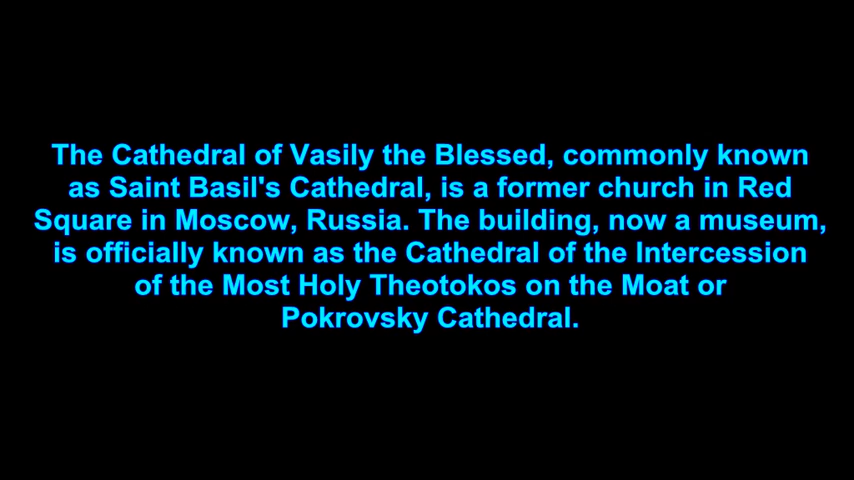 The Cathedral of Vasily the Blessed, commonly known
as Saint Basil's Cathedral, is a former church in Red
Square in Moscow, Russia. The building, now a museum,
is officially known as the Cathedral of the Intercession
of the Most Holy Theotokos on the Moat or
Pokrovsky Cathedral.